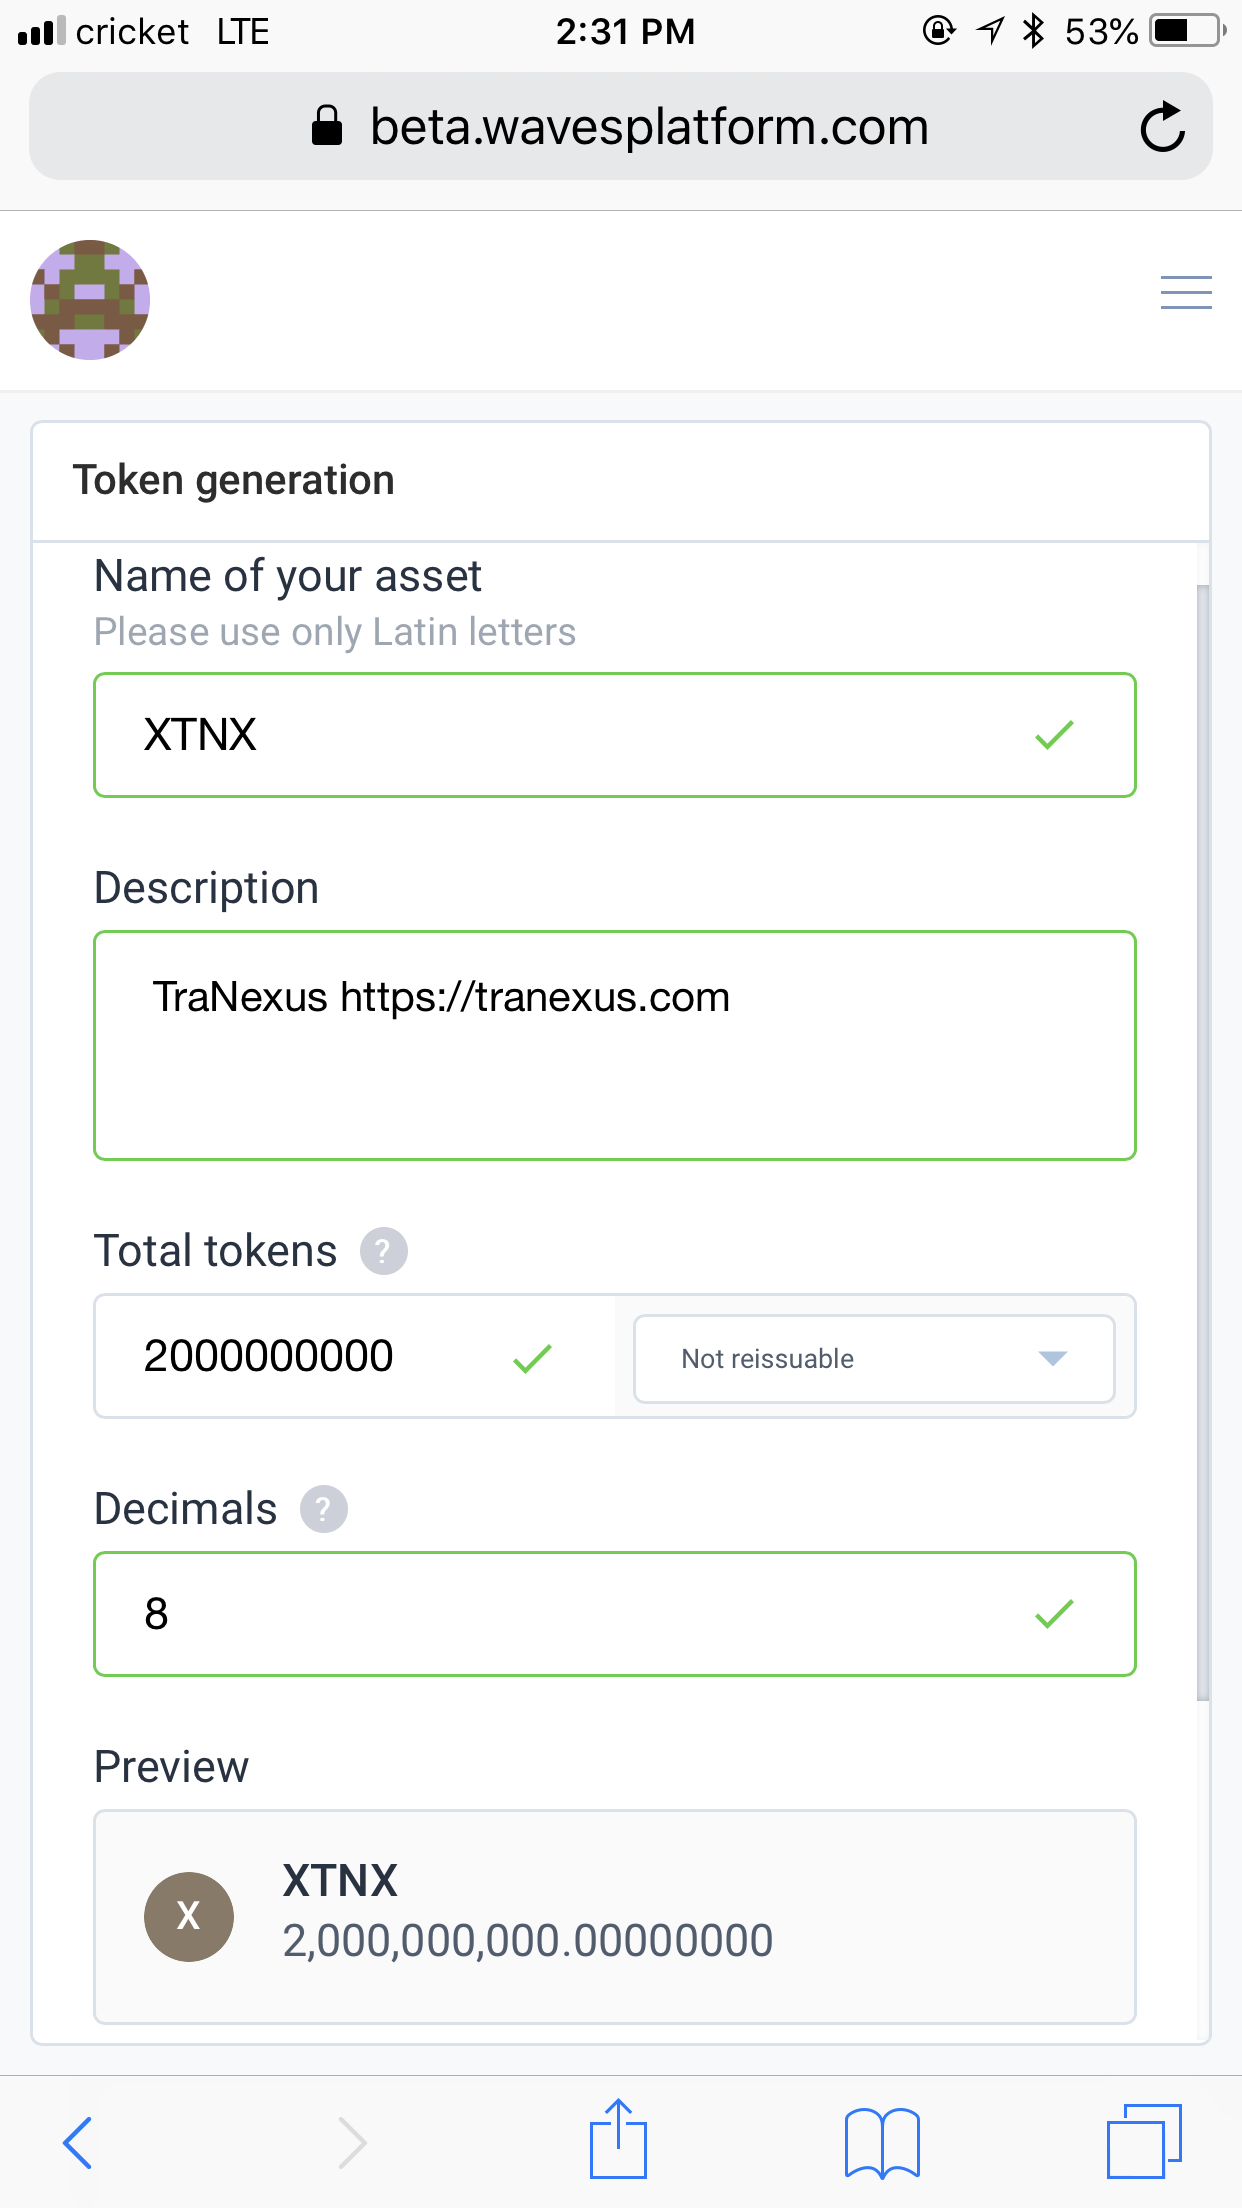 cricket LTE 2:31 PM 53%
beta.wavesplatform.com
Token generation
Name of your asset
Please use only Latin letters
XTNX
Description
TraNexus https://tranexus.com
Total tokens ?
2000000000 Not reissuable
Decimals ?
8
Preview
X
XTNX
2,000,000,000.00000000